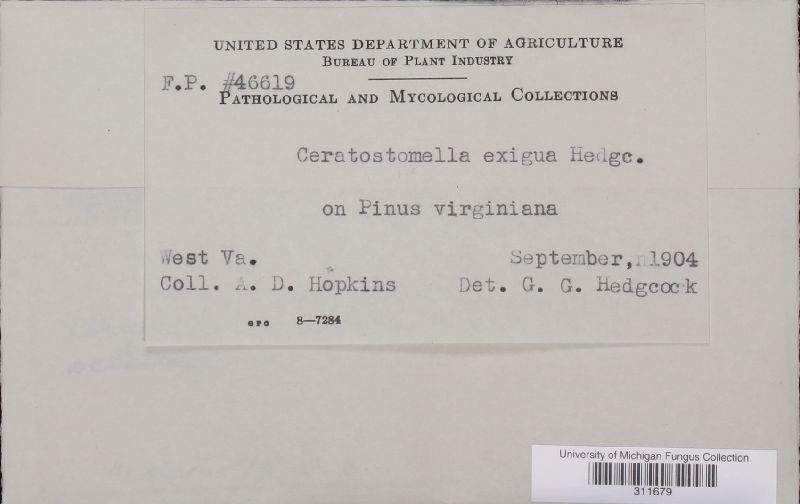 UNITED STATES DEPARTMENT OF AGRICULTURE
BUREAU OF PLANT INDUSTRY
F.P. #46619
PATHOLOGICAL AND MYCOLOGICAL COLLECTIONS
Ceratostomella exigua Hedgc.
on Pinus virginiana
West Va. September, 1904
Coll. A. D. Hopkins Det. G. G. Hedgcock
GPO 8—7284
University of Michigan Fungus Collection
311679